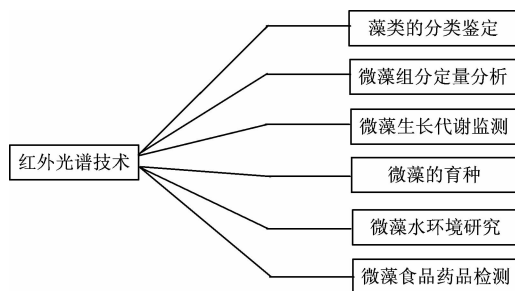 藻类的分类鉴定
微藻组分定量分析
微藻生长代谢监测
红外光谱技术
微藻的育种
微藻水环境研究
微藻食品药品检测